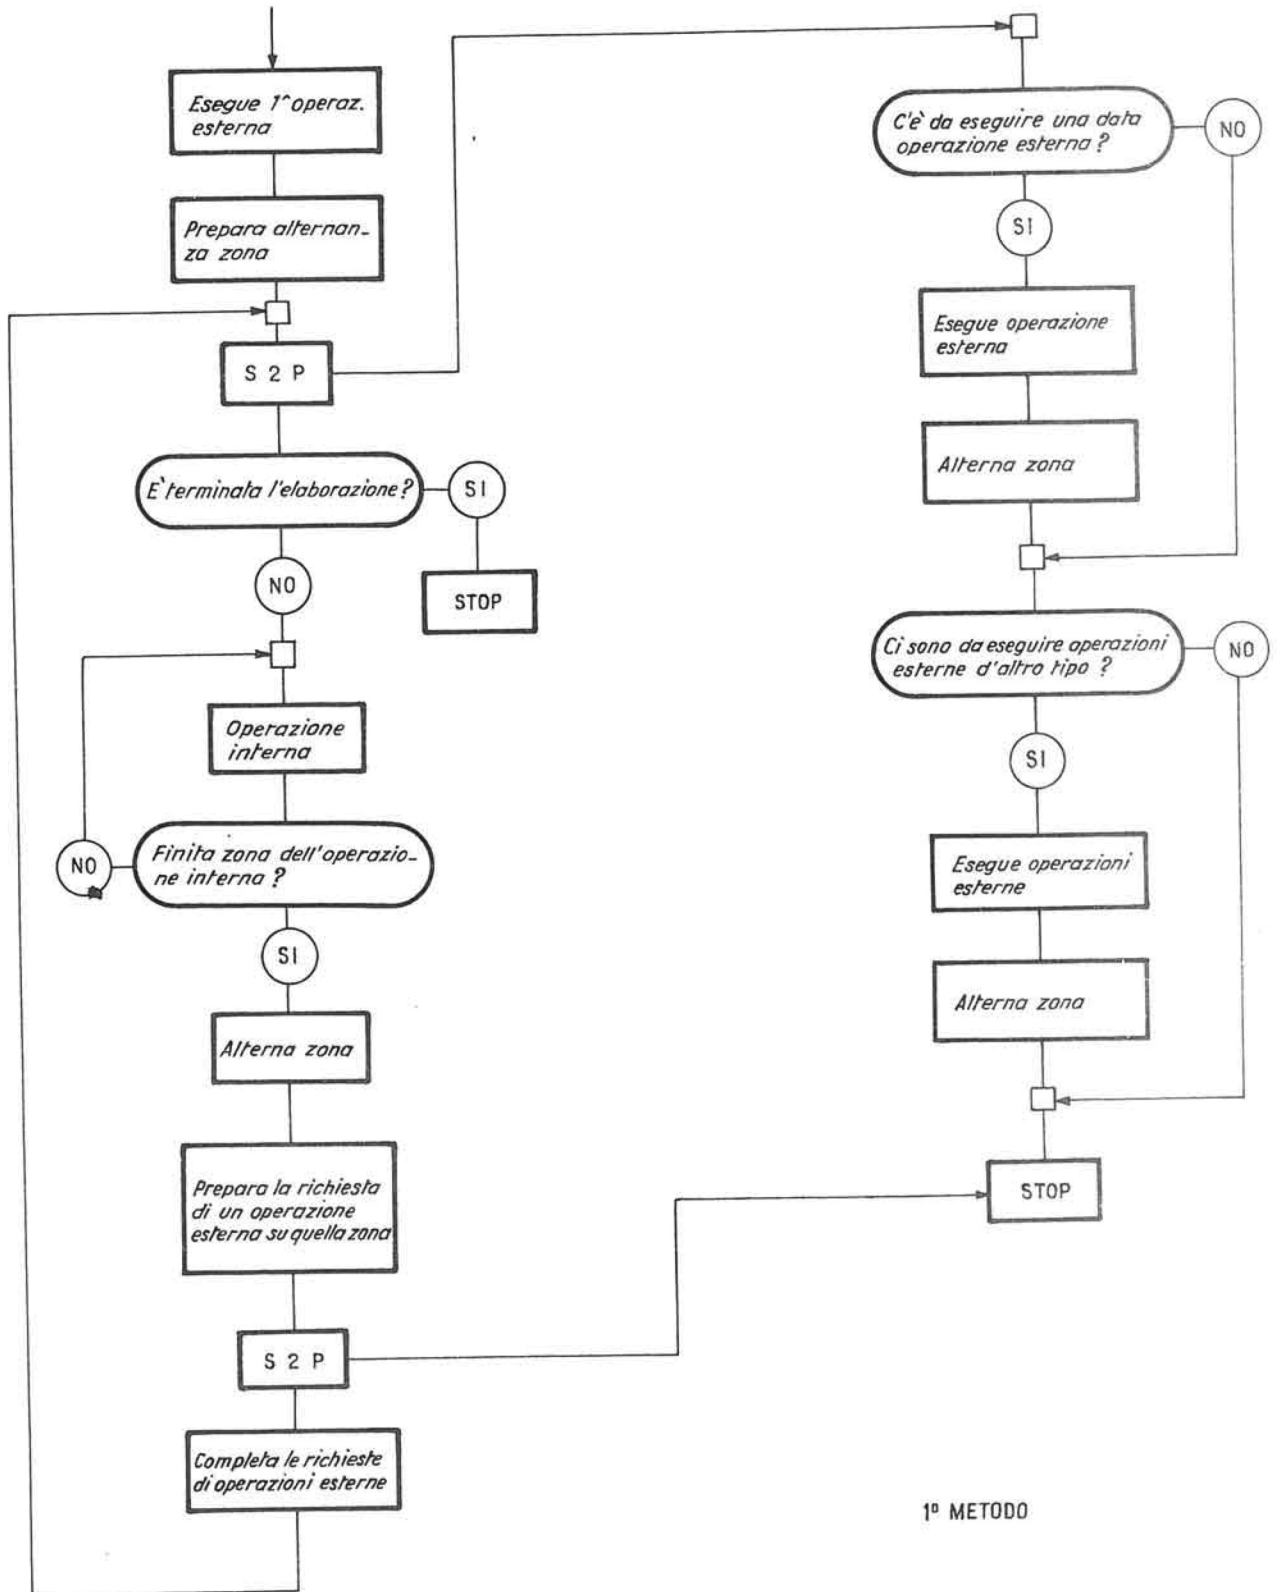 Esegue 1^ operaz.
esterna
Prepara alternan-
za zona
S 2 P
E' terminata l'elaborazione?
SI
STOP
NO
Operazione
interna
Finita zona dell'operazio-
ne interna?
NO
SI
Alterna zona
Prepara la richiesta
di un operazione
esterna su quella zona
S 2 P
Completa le richieste
di operazioni esterne
C'è da eseguire una data
operazione esterna?
NO
SI
Esegue operazione
esterna
Alterna zona
Ci sono da eseguire operazioni
esterne d'altro tipo?
NO
SI
Esegue operazioni
esterne
Alterna zona
STOP
1º METODO